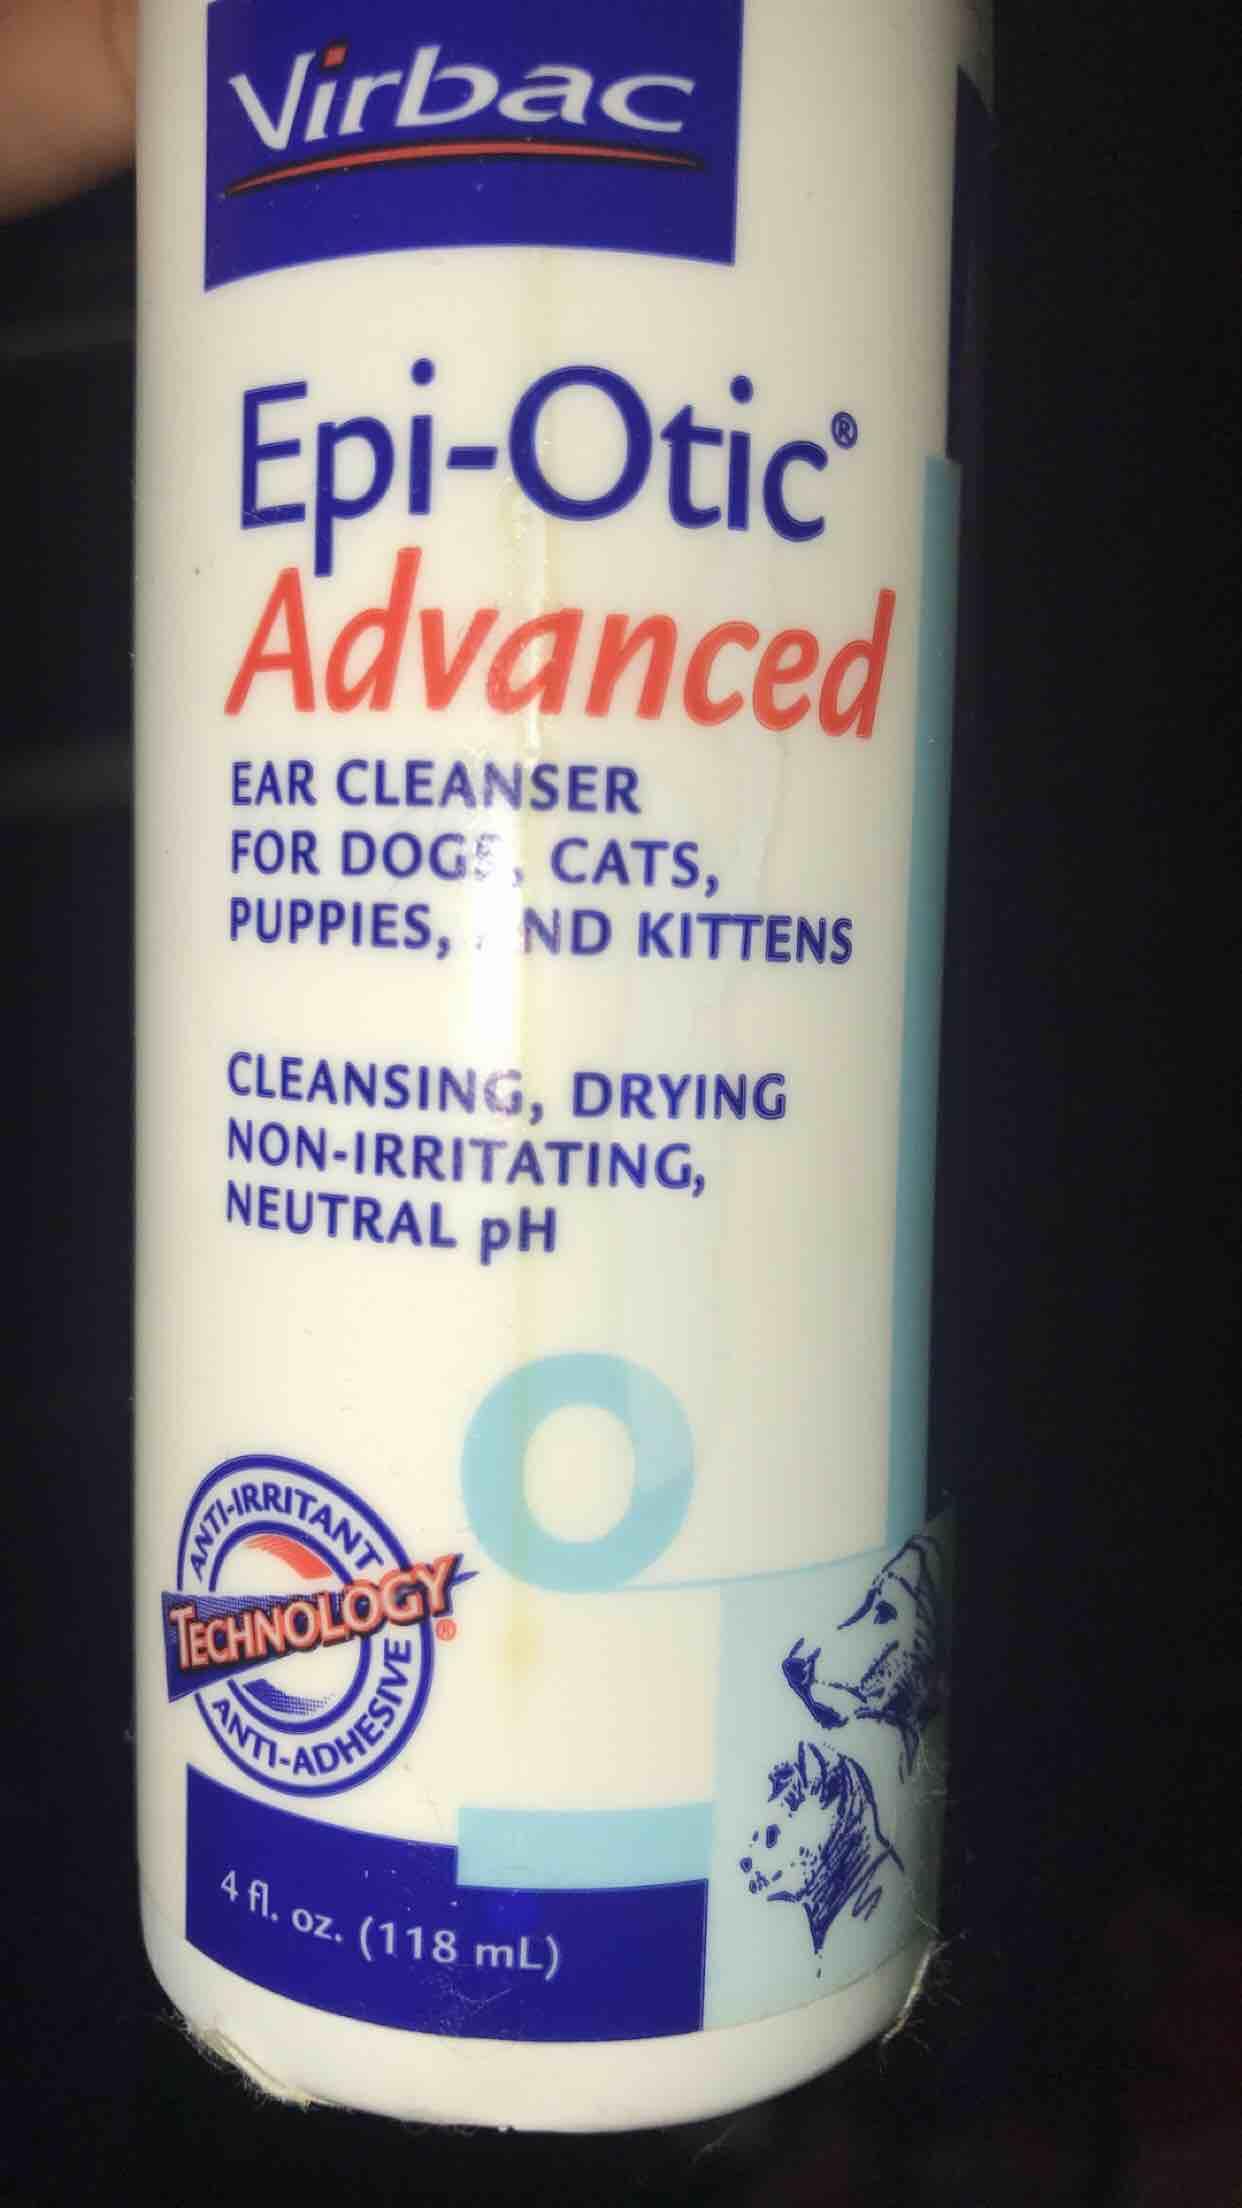 Virbac
Epi-Otic®
Advanced
EAR CLEANSER
FOR DOGS, CATS,
PUPPIES, AND KITTENS
CLEANSING, DRYING
NON-IRRITATING,
NEUTRAL pH
ANTI-IRRITANT
TECHNOLOGY®
ANTI-ADHESIVE
4 fl. oz. (118 mL)